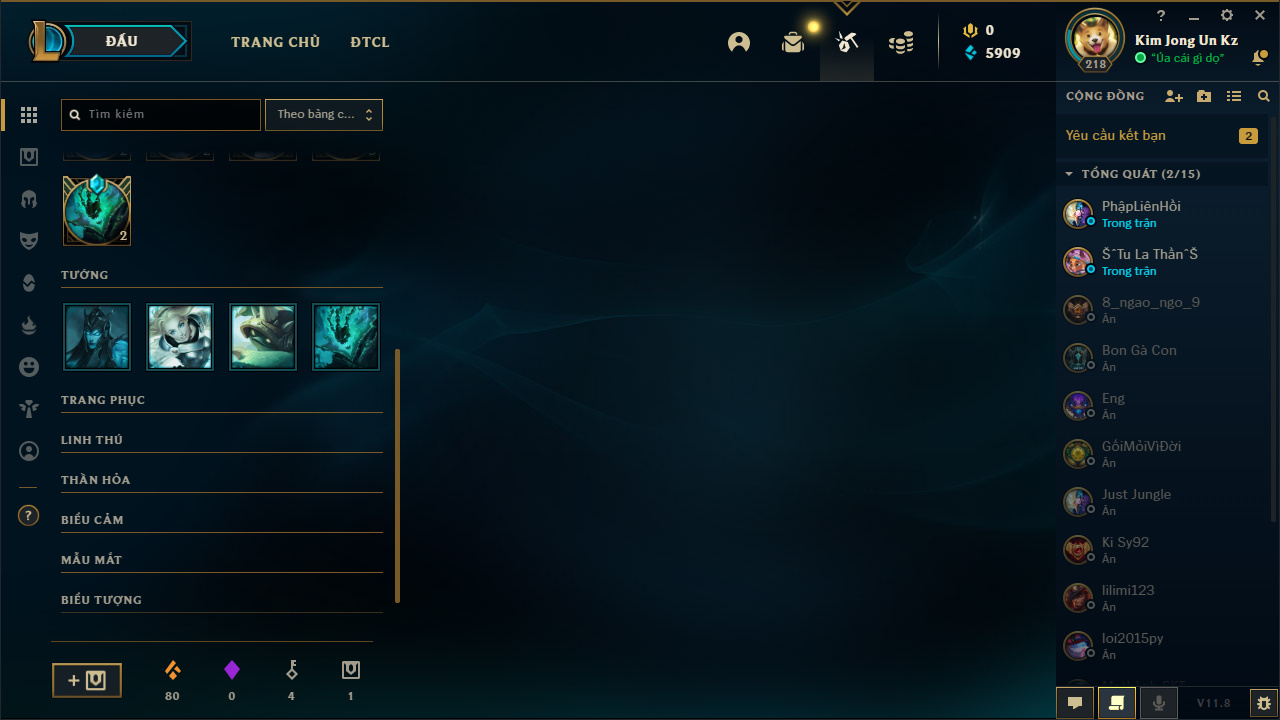 ĐẤU
TRANG CHỦ
ĐTCL
0
5909
218
Kim Jong Un Kz
“Ủa cái gì dọ”
Tìm kiếm
Theo bảng c...
2
TƯỚNG
TRANG PHỤC
LINH THÚ
THẦN HỎA
BIỂU CẢM
MẪU MẮT
BIỂU TƯỢNG
80
0
4
1
CỘNG ĐỒNG
Yêu cầu kết bạn
2
TỔNG QUÁT (2/15)
PhậpLiênHồi
Trong trận
ŠˆTu La ThầnˆŠ
Trong trận
8_ngao_ngo_9
Ẩn
Bon Gà Con
Ẩn
Eng
Ẩn
GốiMỏiVìĐời
Ẩn
Just Jungle
Ẩn
Ki Sy92
Ẩn
lilimi123
Ẩn
loi2015py
Ẩn
V11.8